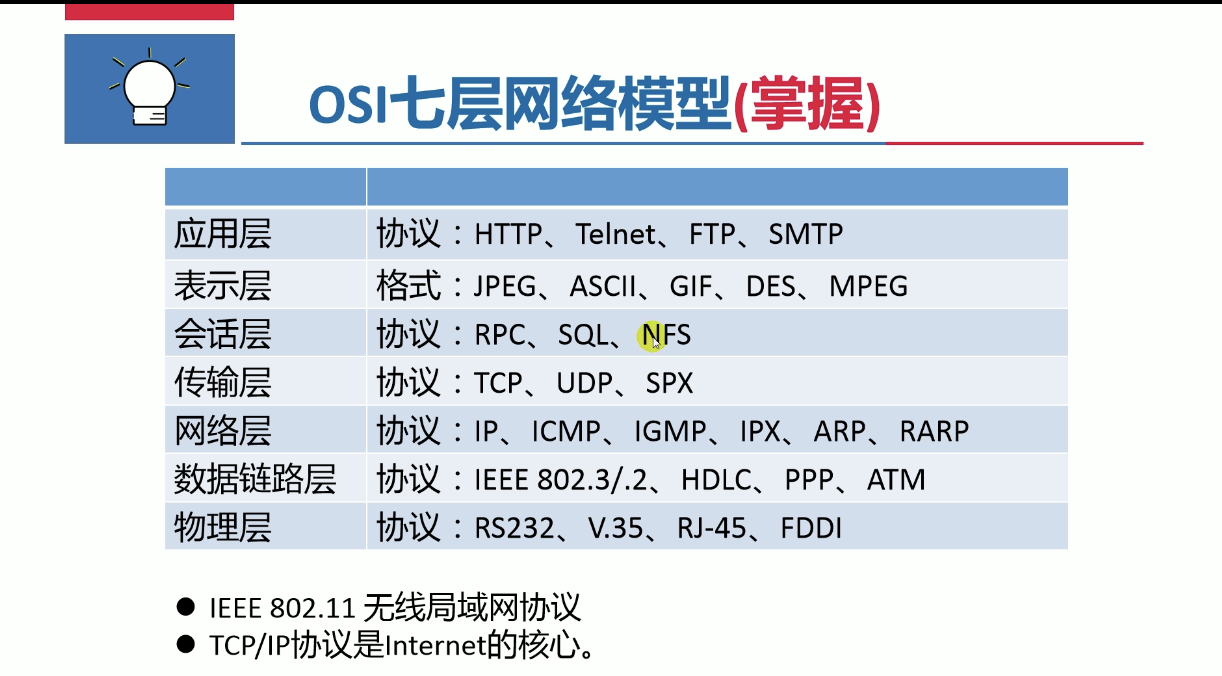 OSI七层网络模型(掌握)
应用层 协议：HTTP、Telnet、FTP、SMTP
表示层 格式：JPEG、ASCII、GIF、DES、MPEG
会话层 协议：RPC、SQL、NFS
传输层 协议：TCP、UDP、SPX
网络层 协议：IP、ICMP、IGMP、IPX、ARP、RARP
数据链路层 协议：IEEE 802.3/.2、HDLC、PPP、ATM
物理层 协议：RS232、V.35、RJ-45、FDDI
● IEEE 802.11 无线局域网协议
● TCP/IP协议是Internet的核心。